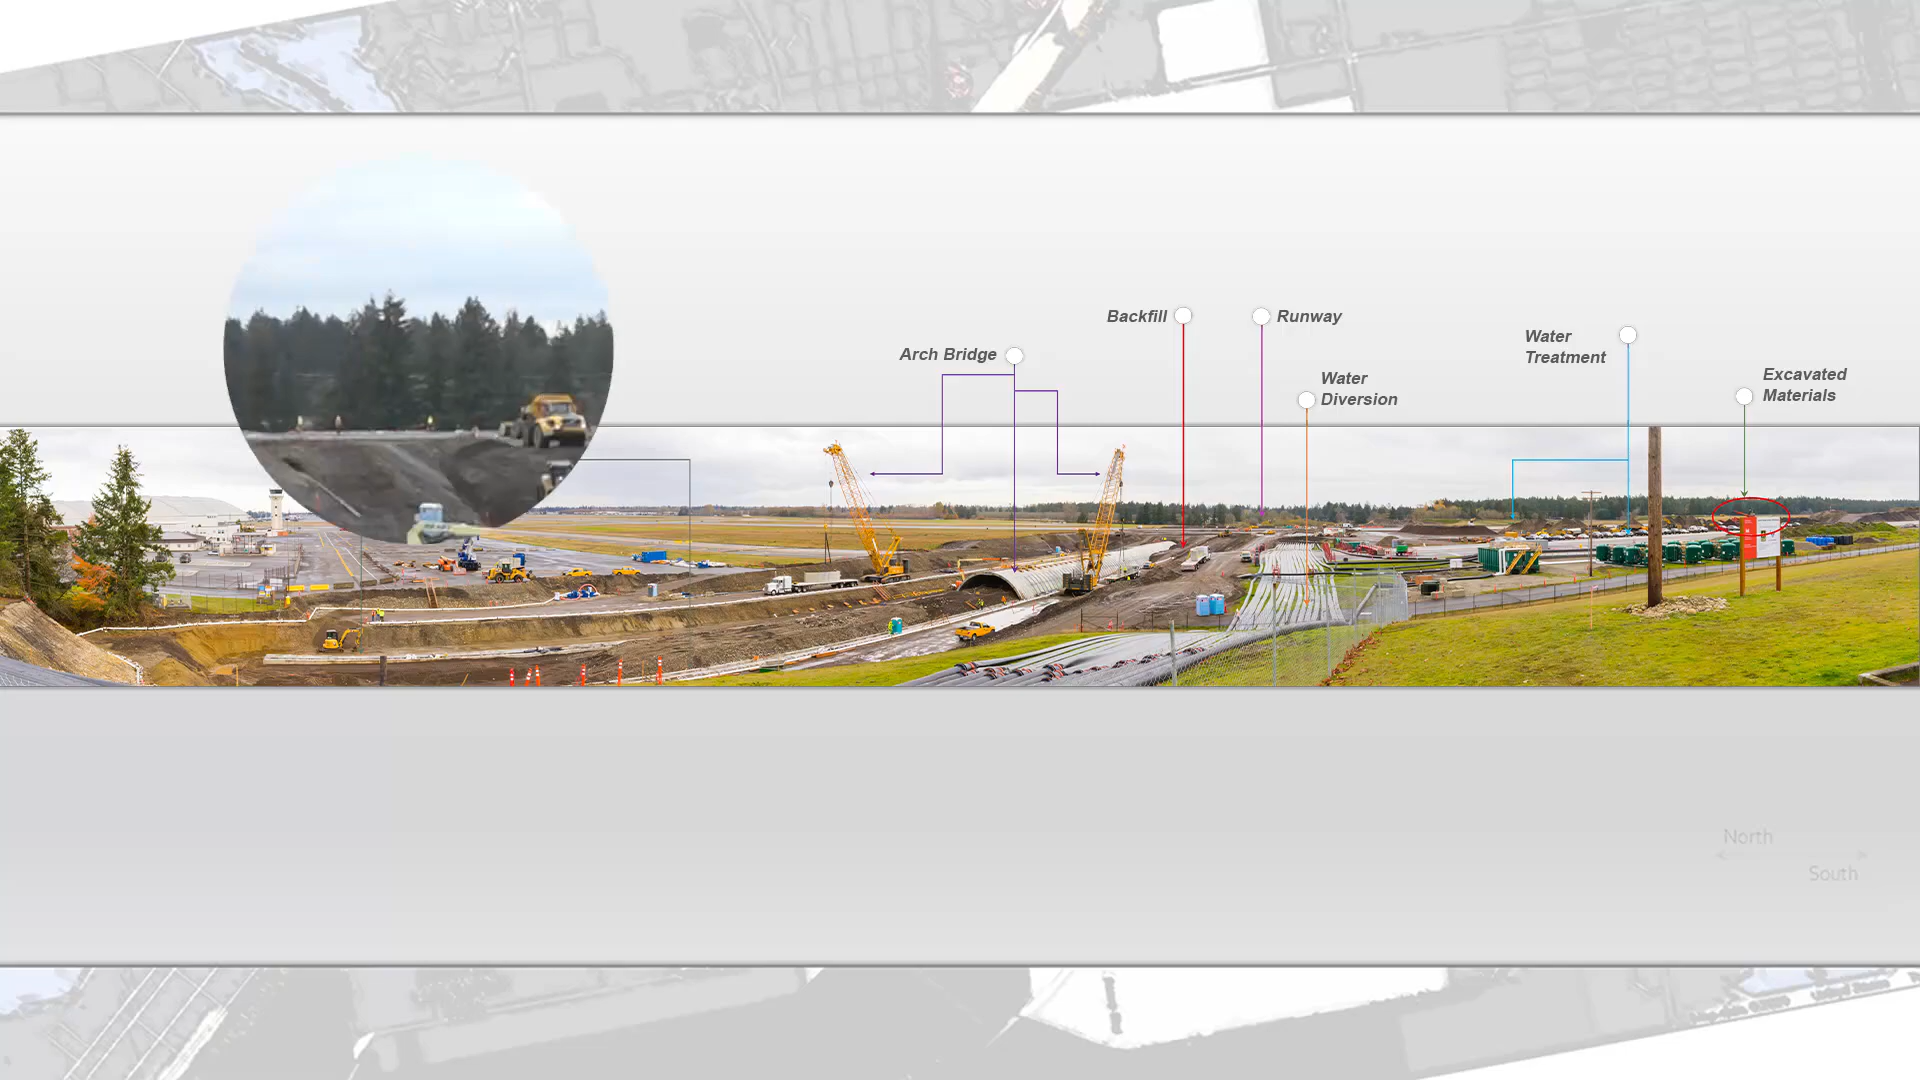 Backfill
Runway
Arch Bridge
Water
Treatment
Water
Diversion
Excavated
Materials
North
South